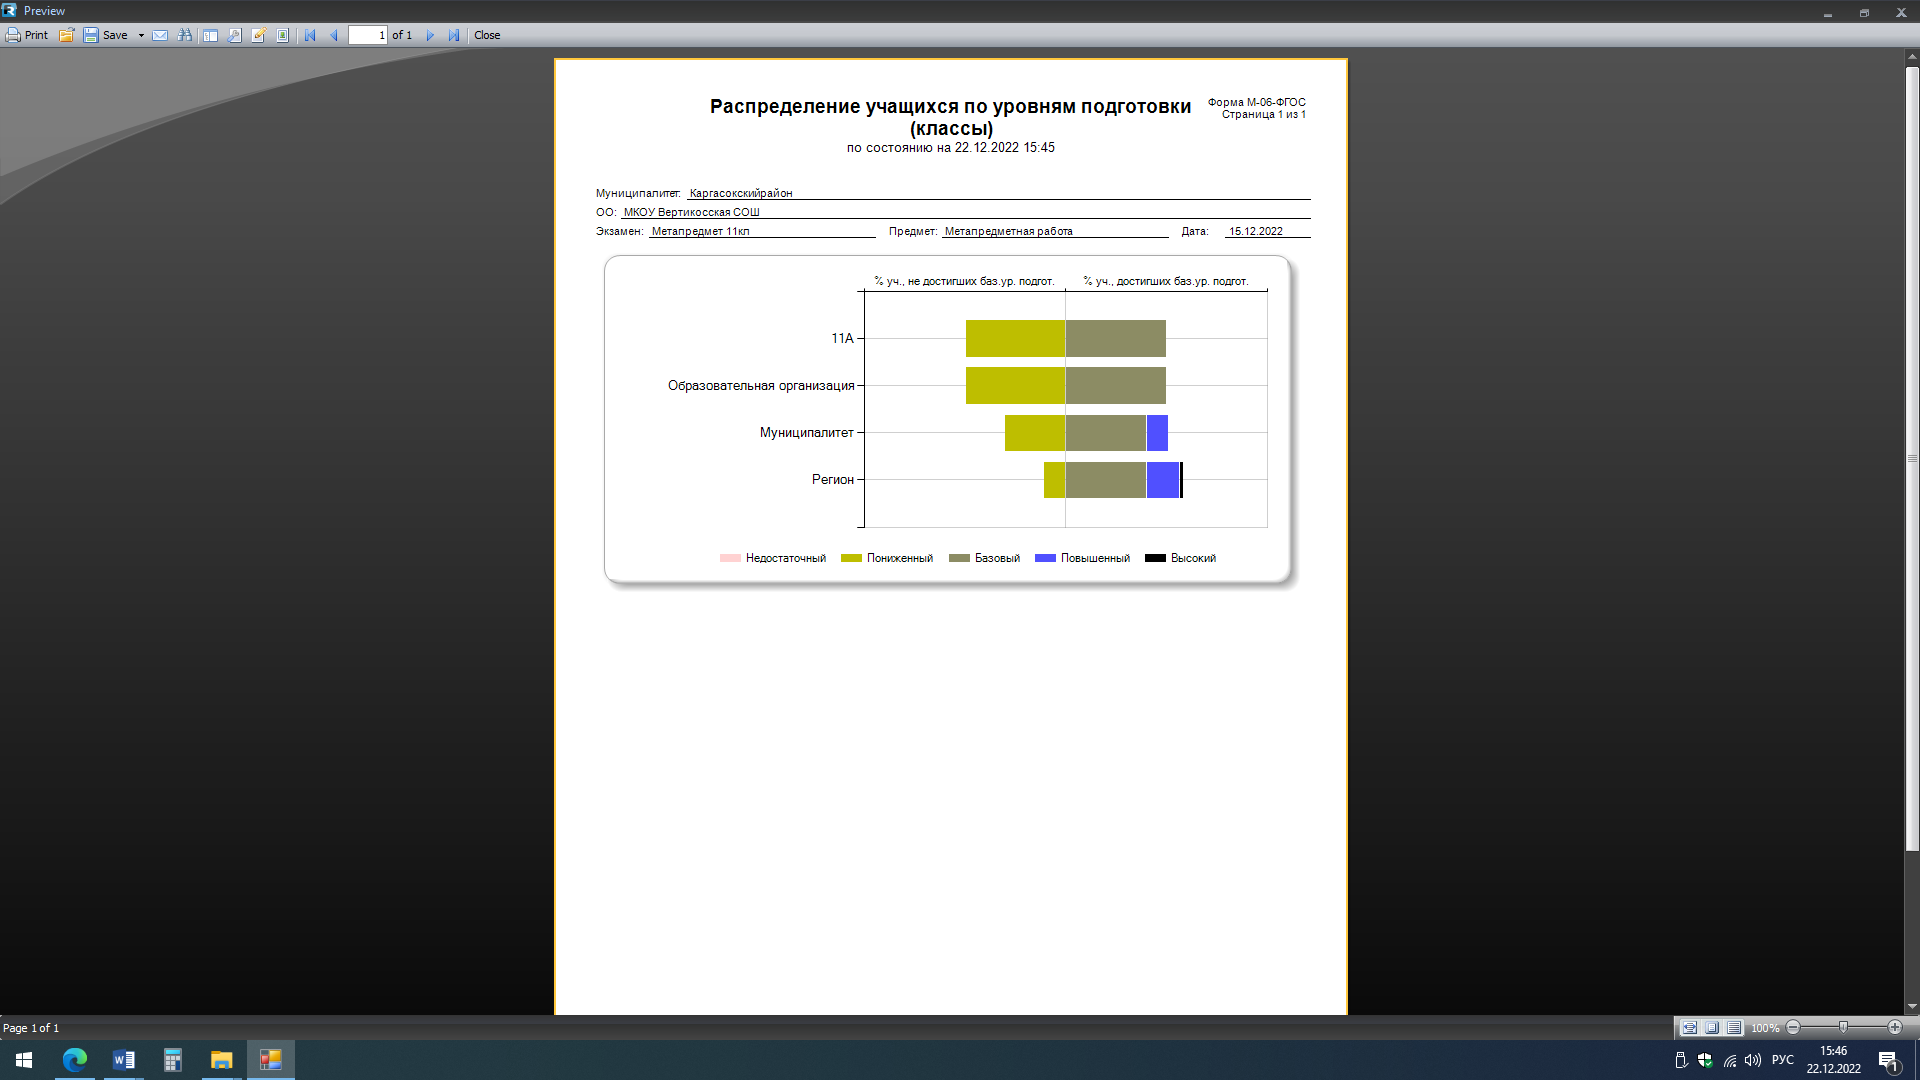 Preview
Print
Save
1 of 1
Close
Распределение учащихся по уровням подготовки
(классы)
по состоянию на 22.12.2022 15:45
Форма М-06-ФГОС
Страница 1 из 1
Муниципалитет: Каргасокскийрайон
ОО: МКОУ Вертикосская СОШ
Экзамен: Метапредмет 11кл Предмет: Метапредметная работа Дата: 15.12.2022
% уч., не достигших баз.ур. подгот. % уч., достигших баз.ур. подгот.
11А
Образовательная организация
Муниципалитет
Регион
Недостаточный Пониженный Базовый Повышенный Высокий
Page 1 of 1
100%
РУС
15:46
22.12.2022
1